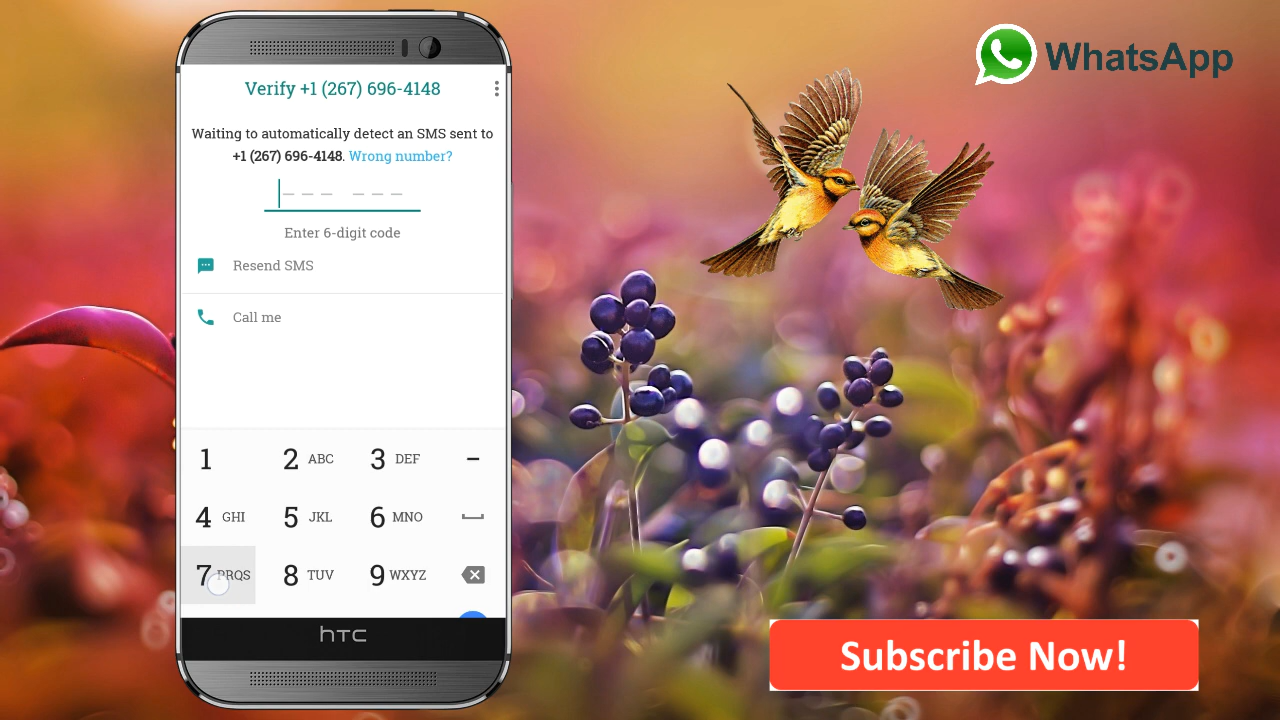 Verify +1 (267) 696-4148
Waiting to automatically detect an SMS sent to
+1 (267) 696-4148. Wrong number?
Enter 6-digit code
Resend SMS
Call me
1
2 ABC
3 DEF
4 GHI
5 JKL
6 MNO
7 PRQS
8 TUV
9 WXYZ
hTC
WhatsApp
Subscribe Now!